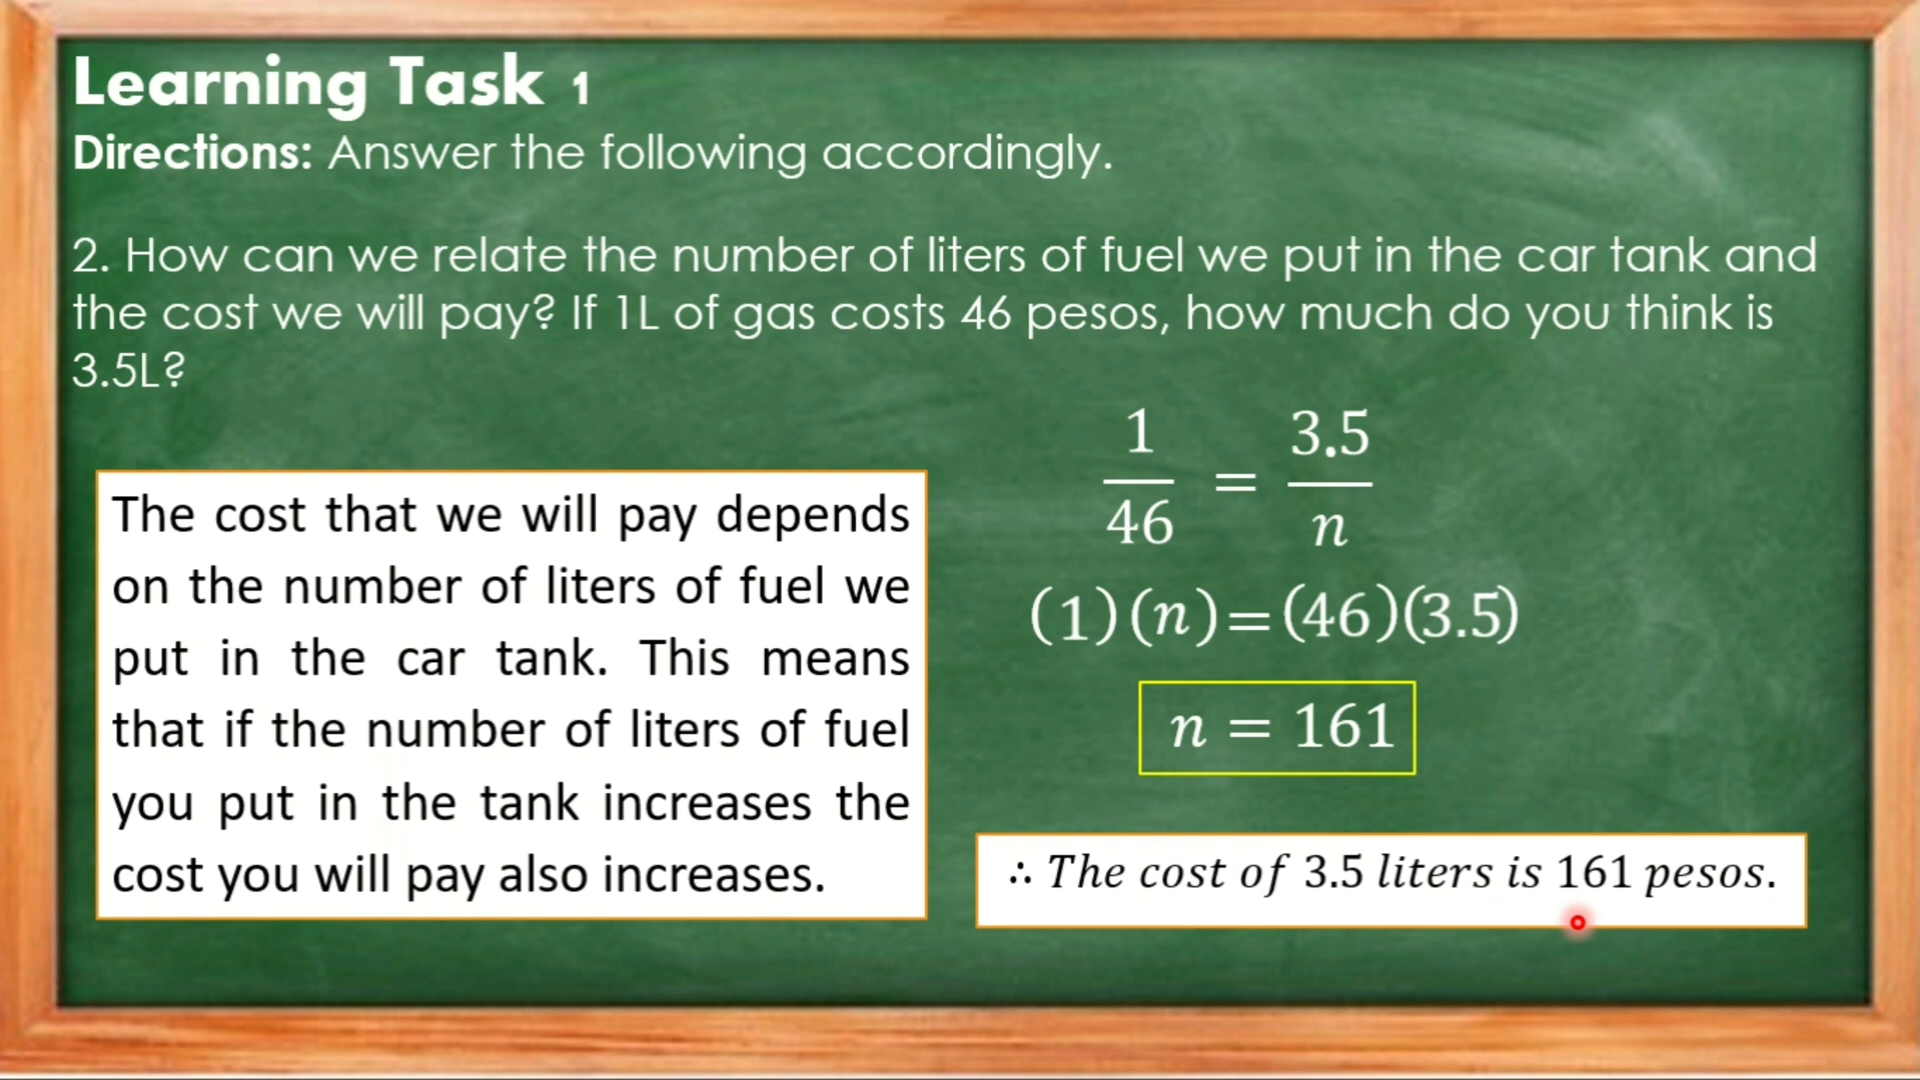 Learning Task 1
Directions: Answer the following accordingly.
2. How can we relate the number of liters of fuel we put in the car tank and
the cost we will pay? If 1L of gas costs 46 pesos, how much do you think is
3.5L?
The cost that we will pay depends
on the number of liters of fuel we
put in the car tank. This means
that if the number of liters of fuel
you put in the tank increases the
cost you will pay also increases.
1/46 = 3.5/n
(1)(n)=(46)(3.5)
n = 161
∴ The cost of 3.5 liters is 161 pesos.